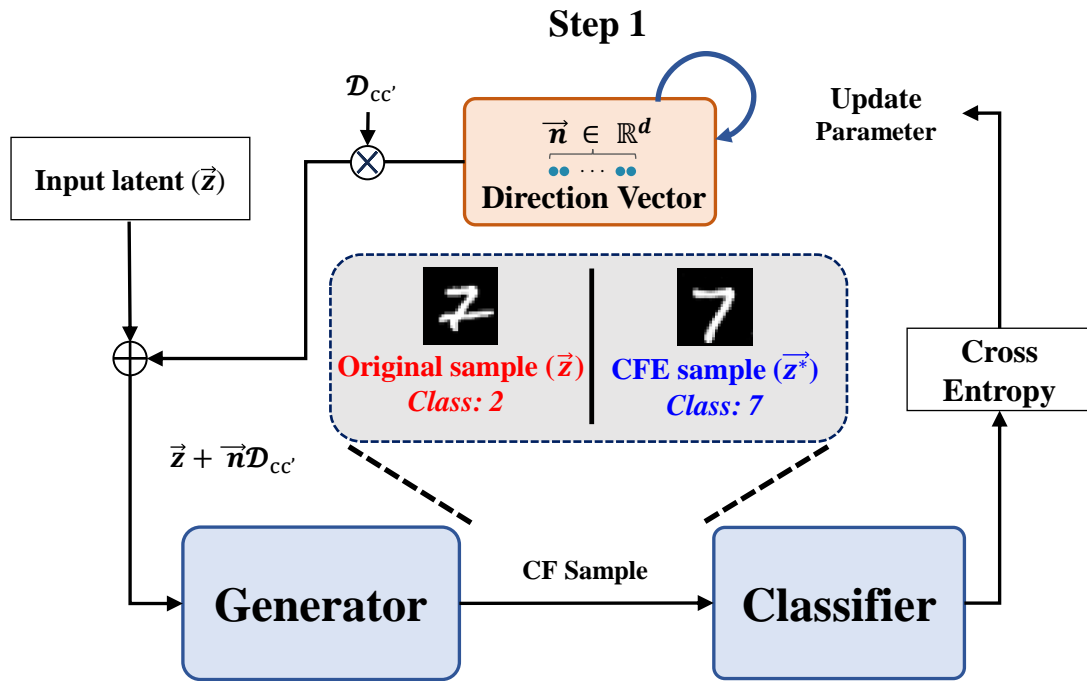 Step 1
𝓓cc'
n⃗ ∈ ℝᵈ
· · ·
Direction Vector
Update
Parameter
Input latent (z⃗)
Original sample (z⃗)
Class: 2
CFE sample (z*⃗)
Class: 7
Cross
Entropy
z⃗ + n⃗𝓓cc'
Generator
CF Sample
Classifier